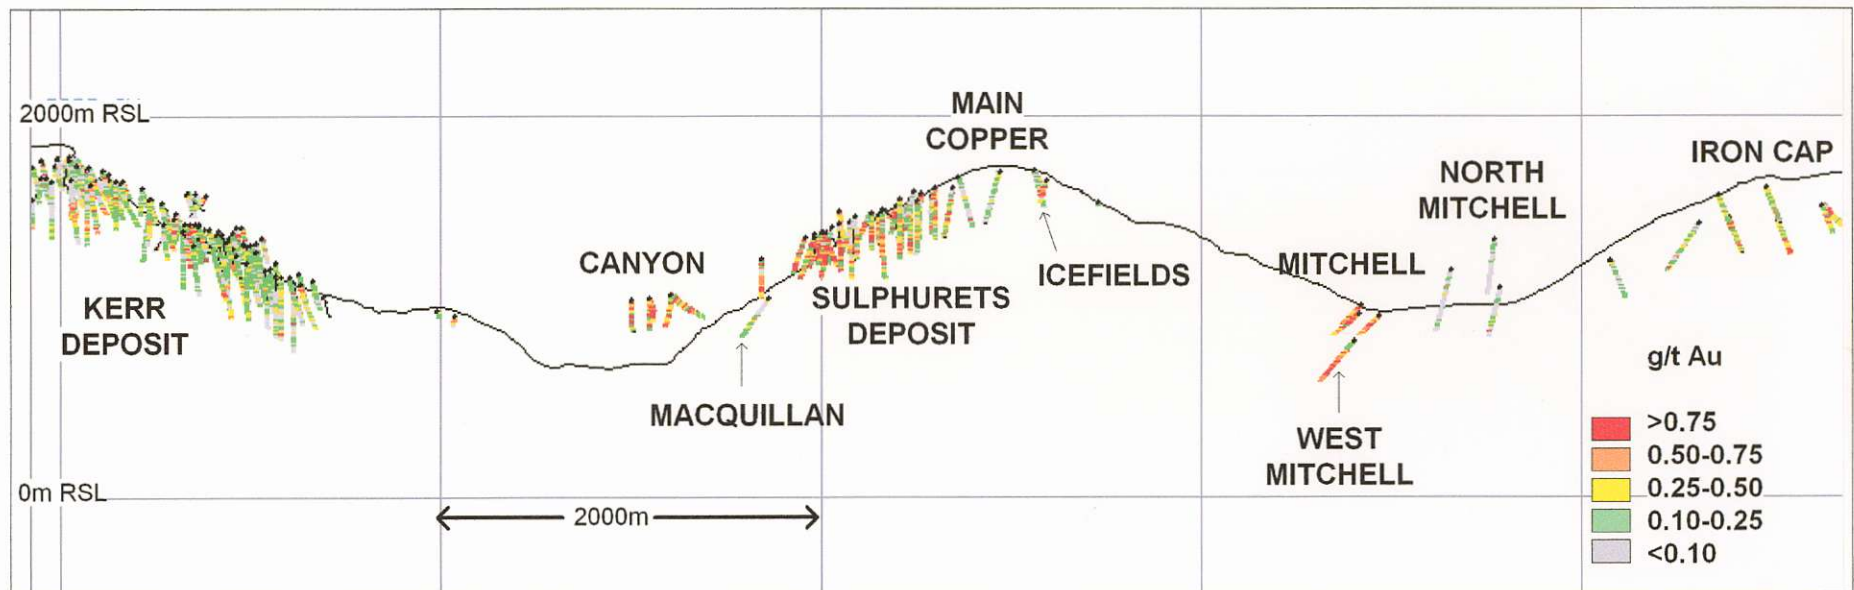 2000m RSL
MAIN
COPPER
IRON CAP
NORTH
MITCHELL
CANYON
MITCHELL
ICEFIELDS
KERR
DEPOSIT
SULPHURETS
DEPOSIT
MACQUILLAN
WEST
MITCHELL
0m RSL
2000m
g/t Au
>0.75
0.50-0.75
0.25-0.50
0.10-0.25
<0.10